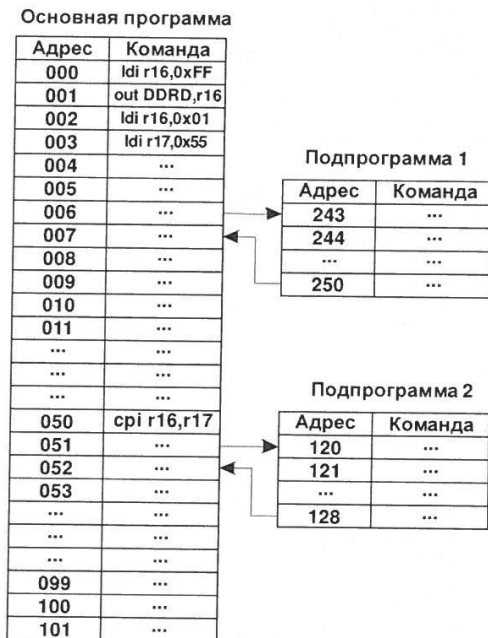 Основная программа
Адрес Команда
000 ldi r16,0xFF
001 out DDRD,r16
002 ldi r16,0x01
003 ldi r17,0x55
004 ...
005 ...
006 ...
007 ...
008 ...
009 ...
010 ...
011 ...
... ...
... ...
... ...
050 cpi r16,r17
051 ...
052 ...
053 ...
... ...
... ...
... ...
099 ...
100 ...
101 ...
Подпрограмма 1
Адрес Команда
243 ...
244 ...
... ...
250 ...
Подпрограмма 2
Адрес Команда
120 ...
121 ...
... ...
128 ...